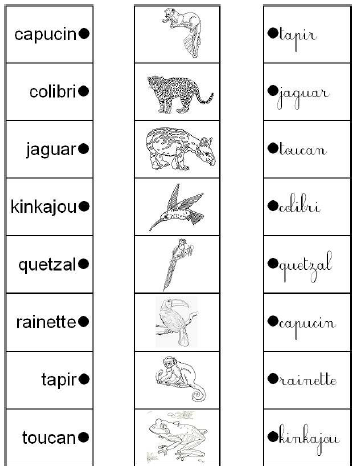 capucin tapir
colibri jaguar
jaguar toucan
kinkajou colibri
quetzal quetzal
rainette capucin
tapir rainette
toucan kinkajou